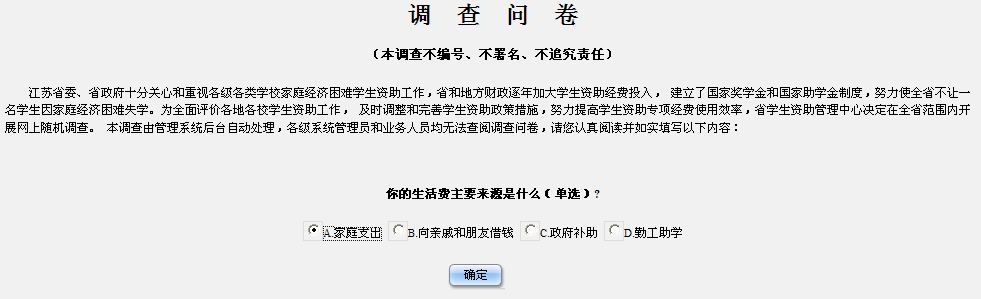 调 查 问 卷
（本调查不编号、不署名、不追究责任）
江苏省委、省政府十分关心和重视各级各类学校家庭经济困难学生资助工作，省和地方财政逐年加大学生资助经费投入， 建立了国家奖学金和国家助学金制度，努力使全省不让一
名学生因家庭经济困难失学。为全面评价各地各校学生资助工作， 及时调整和完善学生资助政策措施，努力提高学生资助专项经费使用效率，省学生资助管理中心决定在全省范围内开
展网上随机调查。 本调查由管理系统后台自动处理，各级系统管理员和业务人员均无法查阅调查问卷，请您认真阅读并如实填写以下内容：
你的生活费主要来源是什么（单选）?
A.家庭支出 B.向亲戚和朋友借钱 C.政府补助 D.勤工助学
确定